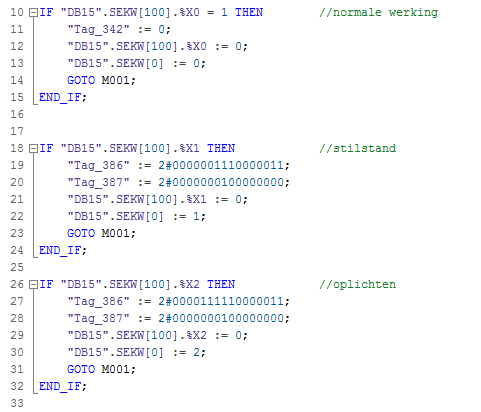 10 IF "DB15".SEKW[100].%X0 = 1 THEN //normale werking
11 "Tag_342" := 0;
12 "DB15".SEKW[100].%X0 := 0;
13 "DB15".SEKW[0] := 0;
14 GOTO M001;
15 END_IF;
16
17
18 IF "DB15".SEKW[100].%X1 THEN //stilstand
19 "Tag_386" := 2#0000001110000011;
20 "Tag_387" := 2#0000000100000000;
21 "DB15".SEKW[100].%X1 := 0;
22 "DB15".SEKW[0] := 1;
23 GOTO M001;
24 END_IF;
25
26 IF "DB15".SEKW[100].%X2 THEN //oplichten
27 "Tag_386" := 2#0000111110000011;
28 "Tag_387" := 2#0000000100000000;
29 "DB15".SEKW[100].%X2 := 0;
30 "DB15".SEKW[0] := 2;
31 GOTO M001;
32 END_IF;
33